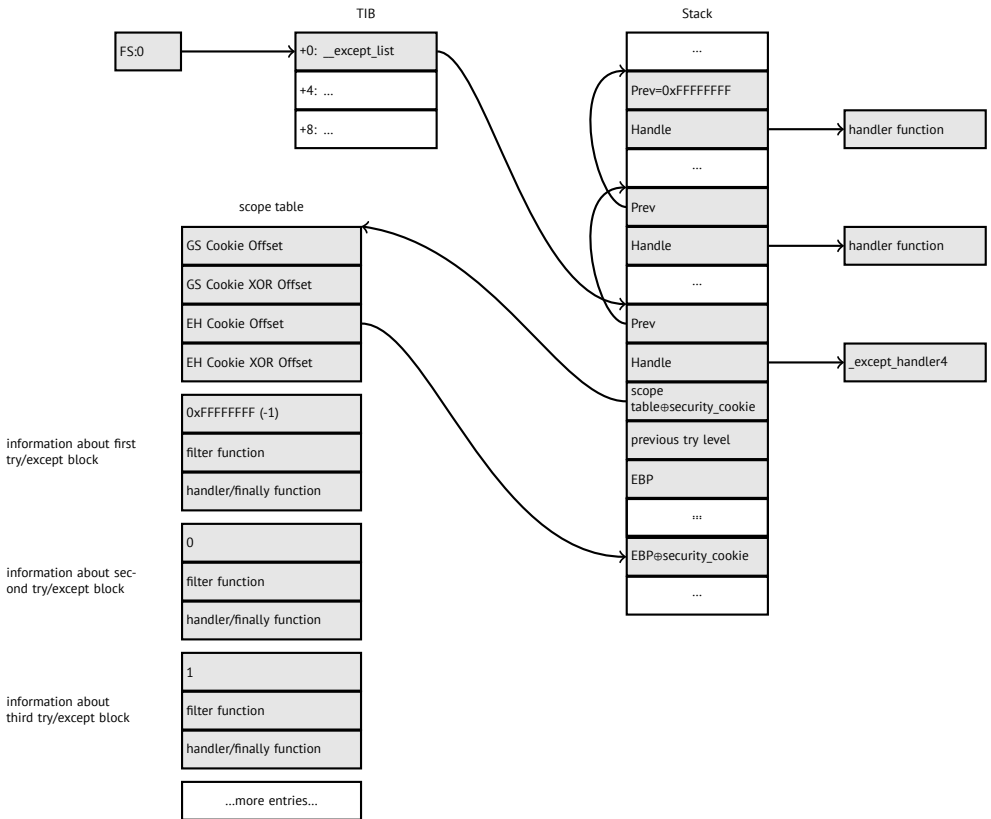 TIB
Stack
FS:0
+0: __except_list
+4: ...
+8: ...
...
Prev=0xFFFFFFFF
Handle
handler function
...
Prev
Handle
handler function
...
Prev
Handle
_except_handler4
scope
table⊕security_cookie
previous try level
EBP
...
EBP⊕security_cookie
...
scope table
GS Cookie Offset
GS Cookie XOR Offset
EH Cookie Offset
EH Cookie XOR Offset
information about first
try/except block
0xFFFFFFFF (-1)
filter function
handler/finally function
information about sec-
ond try/except block
0
filter function
handler/finally function
information about
third try/except block
1
filter function
handler/finally function
...more entries...